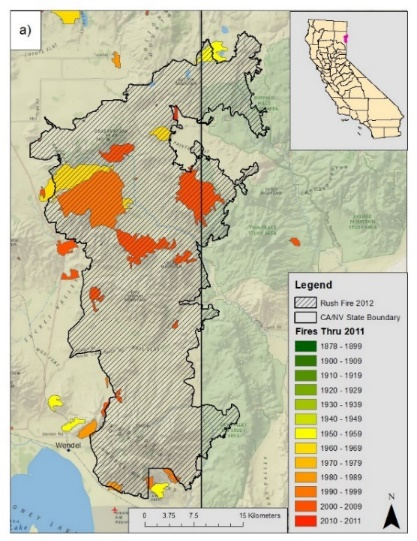 a)
Wendel
Legend
Rush Fire 2012
CA/NV State Boundary
Fires Thru 2011
1878 - 1899
1900 - 1909
1910 - 1919
1920 - 1929
1930 - 1939
1940 - 1949
1950 - 1959
1960 - 1969
1970 - 1979
1980 - 1989
1990 - 1999
2000 - 2009
2010 - 2011
N
0 3.75 7.5 15 Kilometers